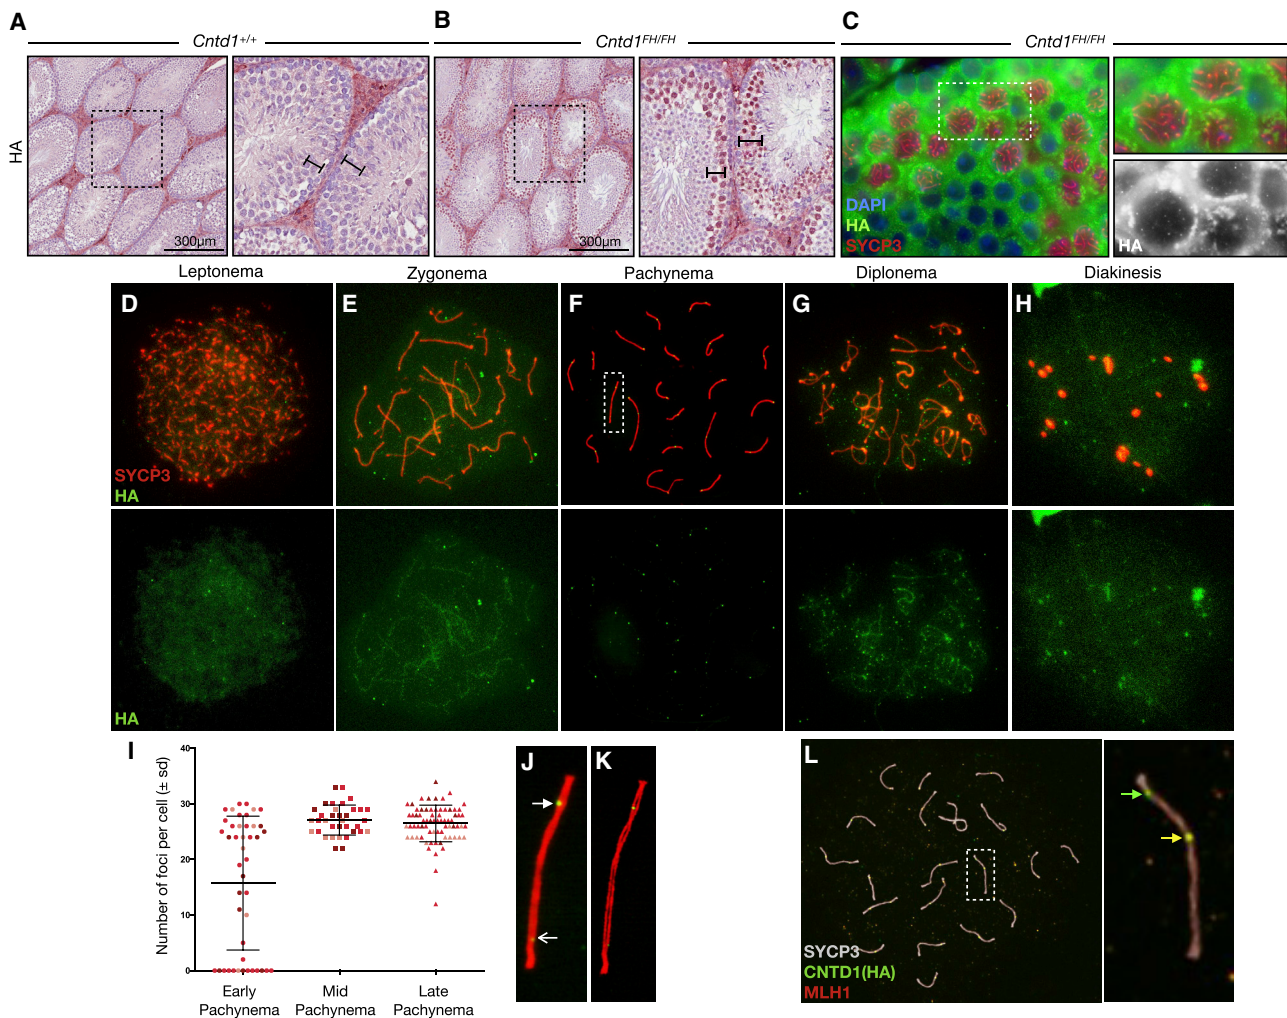 A
B
C
Cntd1+/+
Cntd1FH/FH
Cntd1FH/FH
HA
300µm
300µm
DAPI
HA
SYCP3
HA
Leptonema
Zygonema
Pachynema
Diplonema
Diakinesis
D
E
F
G
H
SYCP3
HA
HA
I
J
K
L
Number of foci per cell (± sd)
40
30
20
10
0
Early
Pachynema
Mid
Pachynema
Late
Pachynema
SYCP3
CNTD1(HA)
MLH1